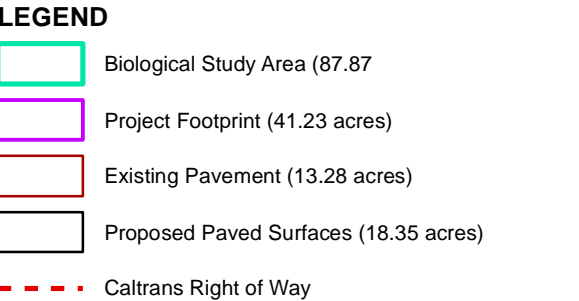 LEGEND
Biological Study Area (87.87
Project Footprint (41.23 acres)
Existing Pavement (13.28 acres)
Proposed Paved Surfaces (18.35 acres)
Caltrans Right of Way